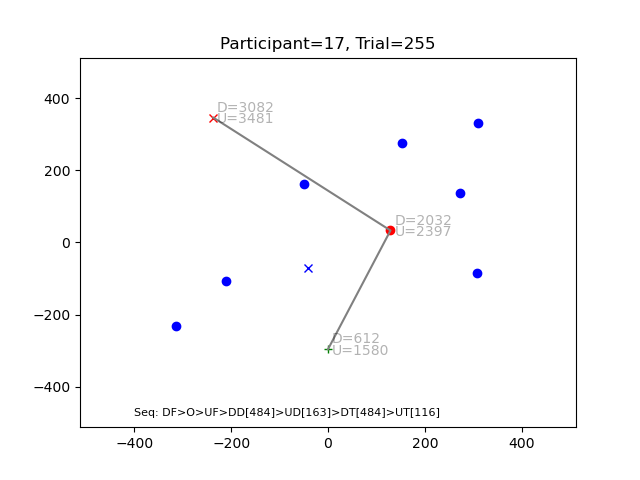 Participant=17, Trial=255
D=3082
U=3481
D=2032
U=2397
D=612
U=1580
Seq: DF>O>UF>DD[484]>UD[163]>DT[484]>UT[116]
400
200
0
−200
−400
−400 −200 0 200 400